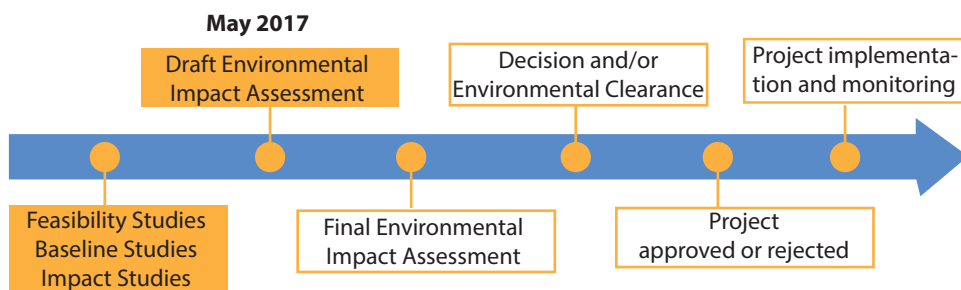 May 2017
Draft Environmental
Impact Assessment
Decision and/or
Environmental Clearance
Project implementa-
tion and monitoring
Feasibility Studies
Baseline Studies
Impact Studies
Final Environmental
Impact Assessment
Project
approved or rejected